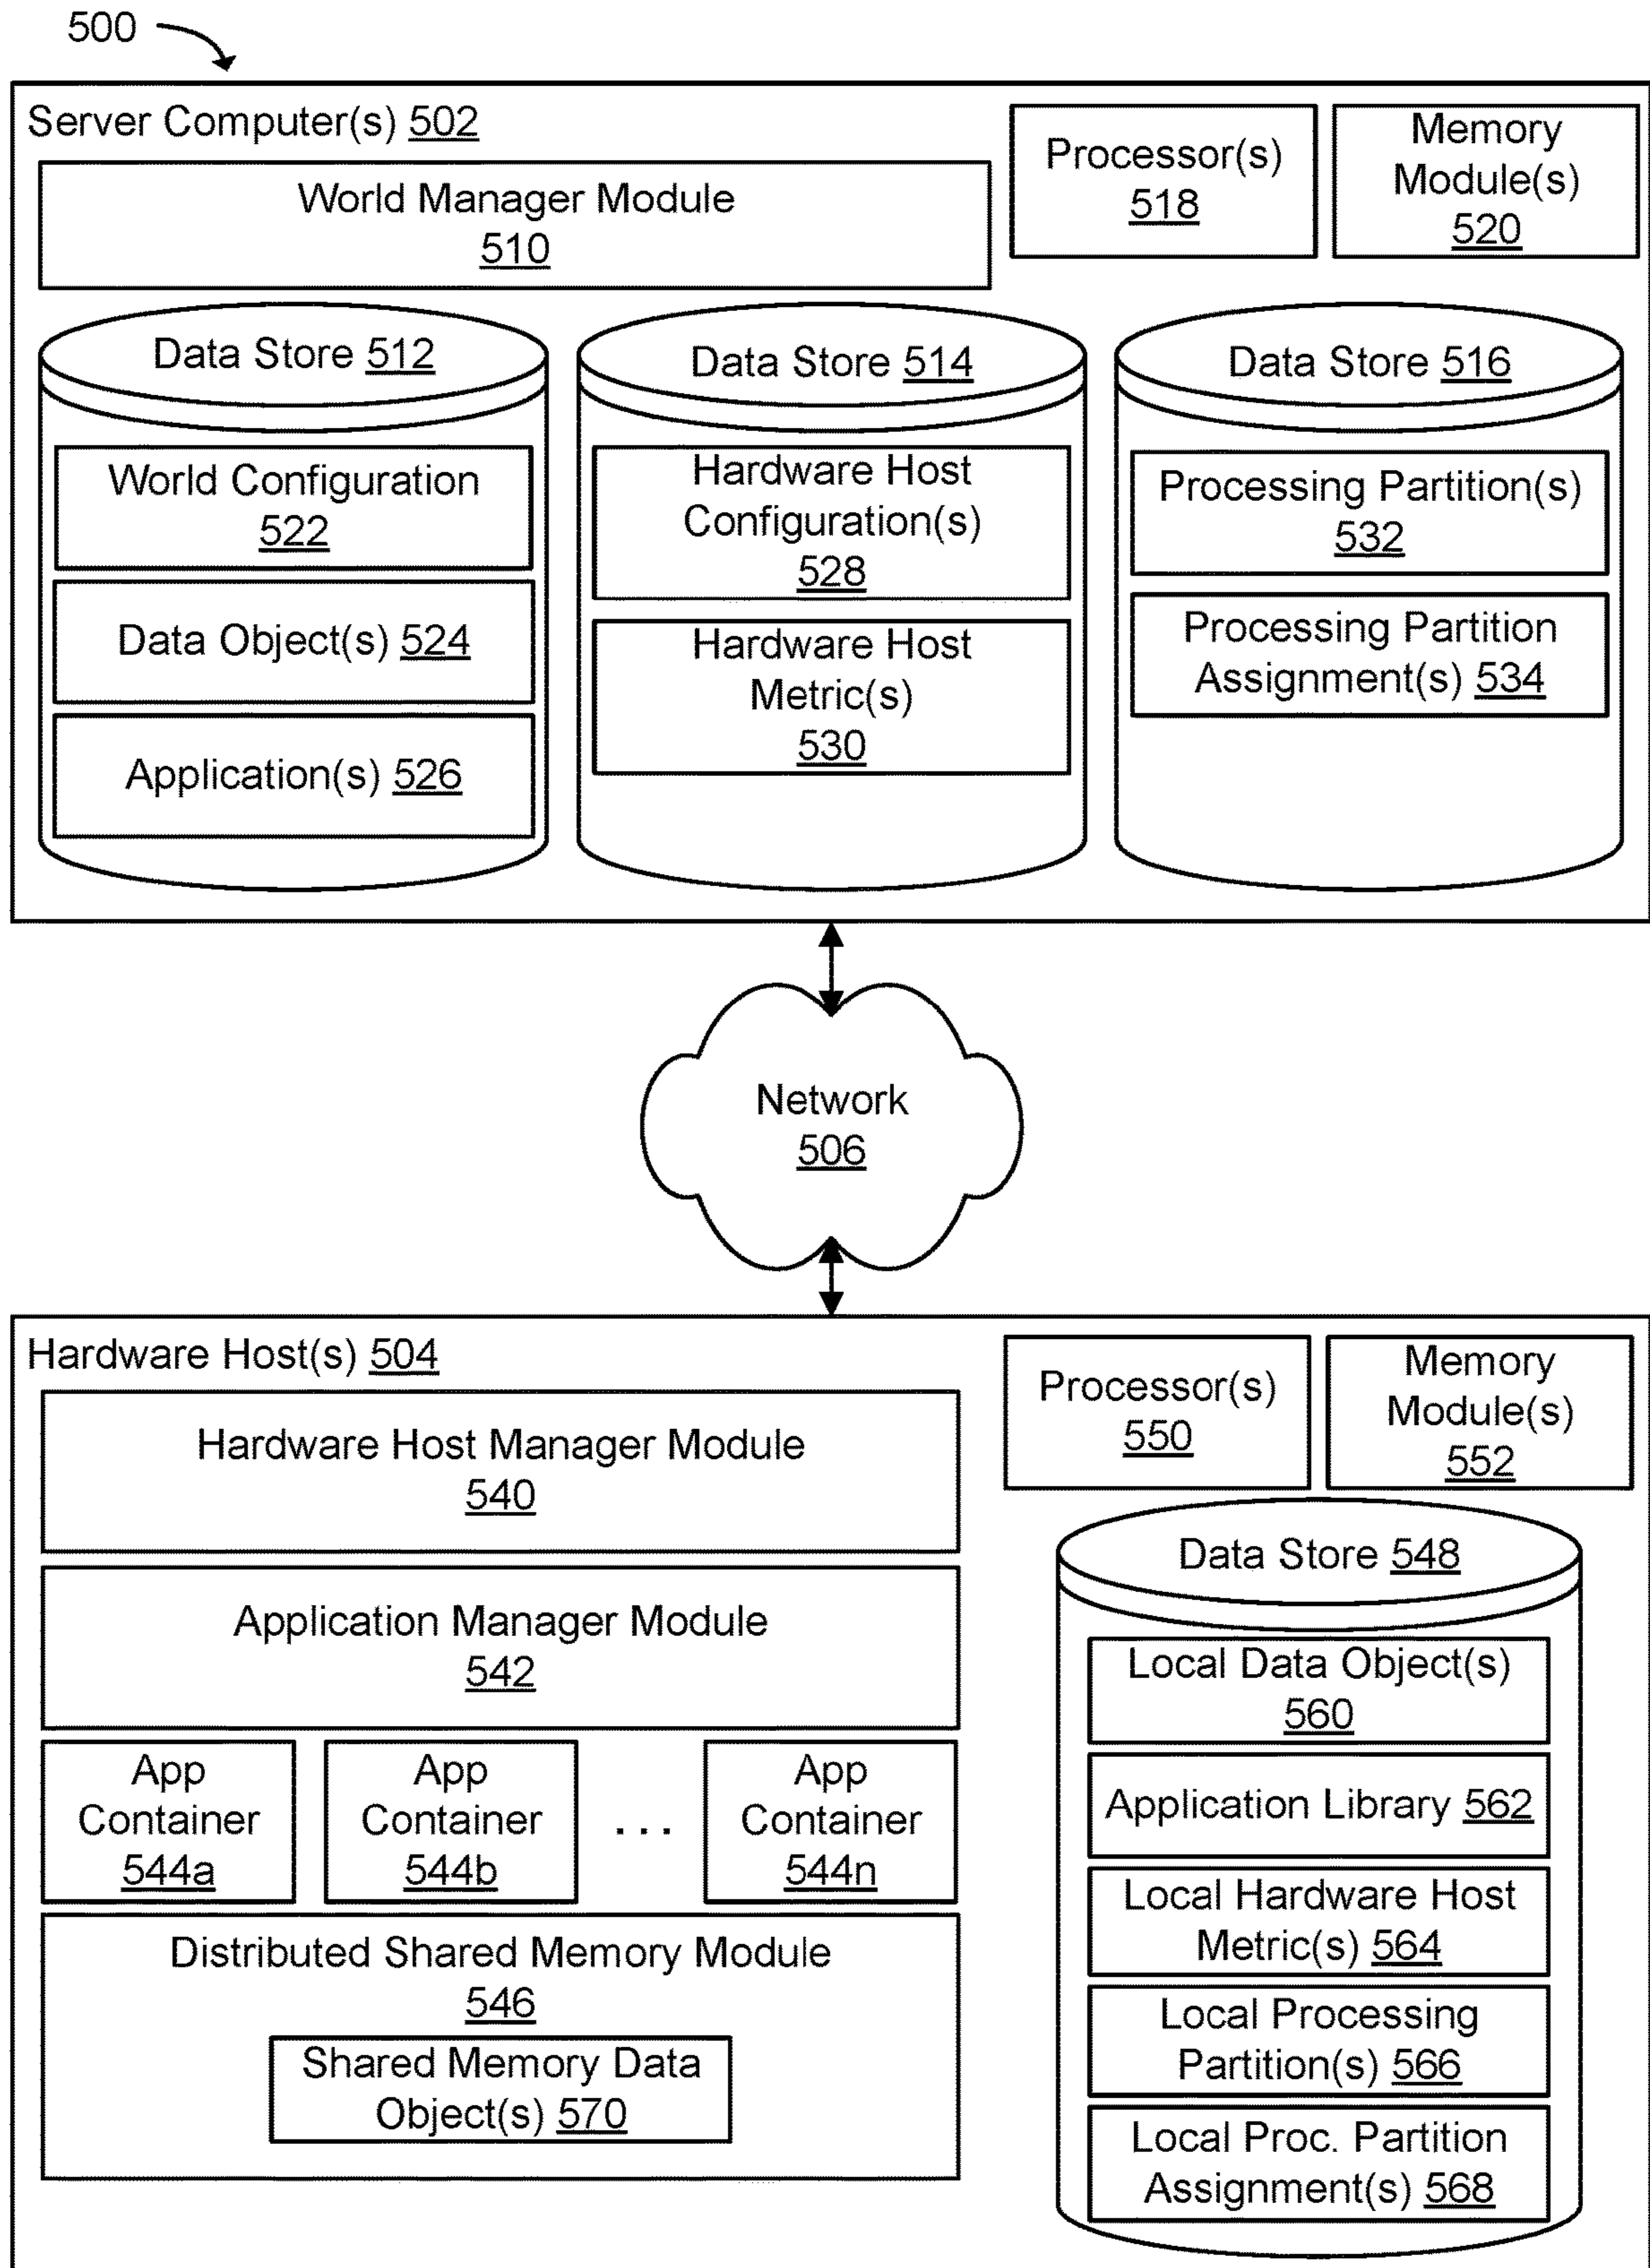 500
Server Computer(s) 502
World Manager Module
510
Processor(s)
518
Memory
Module(s)
520
Data Store 512
World Configuration
522
Data Object(s) 524
Application(s) 526
Data Store 514
Hardware Host
Configuration(s)
528
Hardware Host
Metric(s)
530
Data Store 516
Processing Partition(s)
532
Processing Partition
Assignment(s) 534
Network
506
Hardware Host(s) 504
Hardware Host Manager Module
540
Application Manager Module
542
App
Container
544a
App
Container
544b
. . .
App
Container
544n
Distributed Shared Memory Module
546
Shared Memory Data
Object(s) 570
Processor(s)
550
Memory
Module(s)
552
Data Store 548
Local Data Object(s)
560
Application Library 562
Local Hardware Host
Metric(s) 564
Local Processing
Partition(s) 566
Local Proc. Partition
Assignment(s) 568